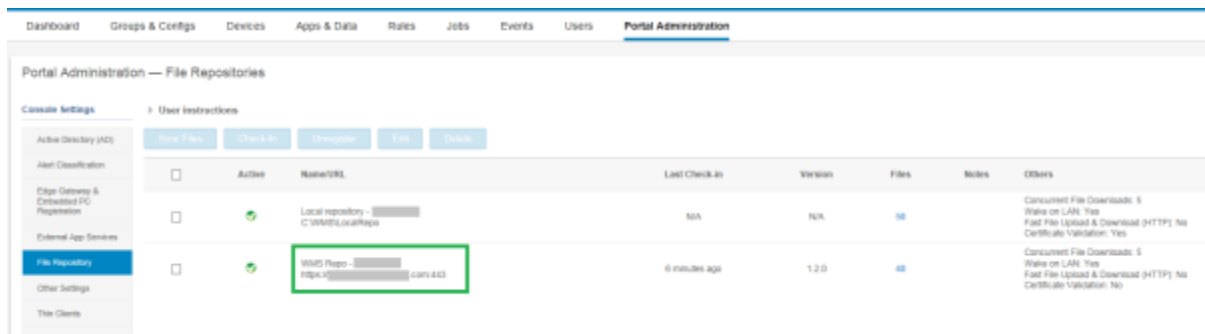 Dashboard Groups & Configs Devices Apps & Data Rules Jobs Events Users Portal Administration
Portal Administration — File Repositories
Console Settings
Active Directory (AD)
Alert Classification
Edge Gateway &
Embedded PC
Registration
External App Services
File Repository
Other Settings
Thin Clients
> User instructions
Sync Files Check-In Unregister Edit Delete
Active Name/URL Last Check-in Version Files Notes Others
Local repository -
C:\WMS\LocalRepo
N/A N/A 50
Concurrent File Downloads: 5
Wake on LAN: Yes
Fast File Upload & Download (HTTP): No
Certificate Validation: Yes
WMS Repo -
https:// .com:443
6 minutes ago 1.2.0 48
Concurrent File Downloads: 5
Wake on LAN: Yes
Fast File Upload & Download (HTTP): No
Certificate Validation: No